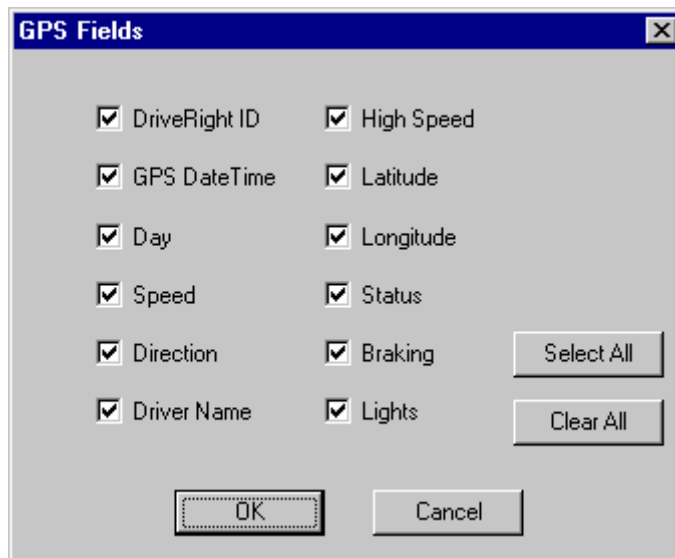 GPS Fields
DriveRight ID
High Speed
GPS DateTime
Latitude
Day
Longitude
Speed
Status
Direction
Braking
Select All
Driver Name
Lights
Clear All
OK
Cancel